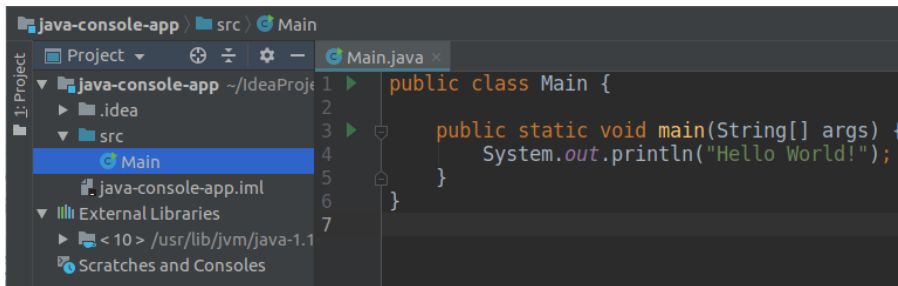 java-console-app src Main
1: Project
Project
java-console-app ~/IdeaProje
.idea
src
Main
java-console-app.iml
External Libraries
< 10 > /usr/lib/jvm/java-1.1
Scratches and Consoles
Main.java
1 public class Main {
2
3 public static void main(String[] args) {
4 System.out.println("Hello World!");
5 }
6 }
7